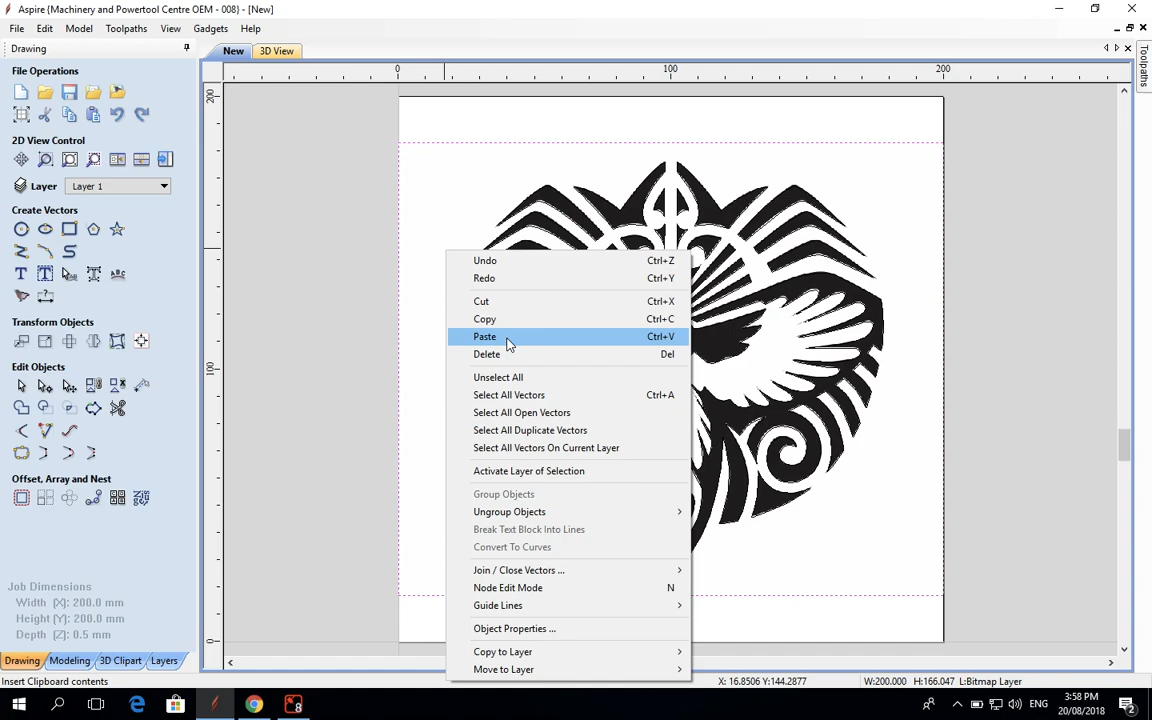 Aspire {Machinery and Powertool Centre OEM - 008} - [New]
File Edit Model Toolpaths View Gadgets Help
Drawing
New 3D View
File Operations
2D View Control
Layer Layer 1
Create Vectors
Transform Objects
Edit Objects
Offset, Array and Nest
Job Dimensions
Width (X): 200.0 mm
Height (Y): 200.0 mm
Depth (Z): 0.5 mm
Drawing Modeling 3D Clipart Layers
Insert Clipboard contents
0 100 200
200
100
0
Toolpaths
Undo Ctrl+Z
Redo Ctrl+Y
Cut Ctrl+X
Copy Ctrl+C
Paste Ctrl+V
Delete Del
Unselect All
Select All Vectors Ctrl+A
Select All Open Vectors
Select All Duplicate Vectors
Select All Vectors On Current Layer
Activate Layer of Selection
Group Objects
Ungroup Objects
Break Text Block Into Lines
Convert To Curves
Join / Close Vectors ...
Node Edit Mode N
Guide Lines
Object Properties ...
Copy to Layer
Move to Layer
X: 16.8506 Y:144.2877
W:200.000 H:166.047 L:Bitmap Layer
ENG
3:58 PM
20/08/2018
8
2